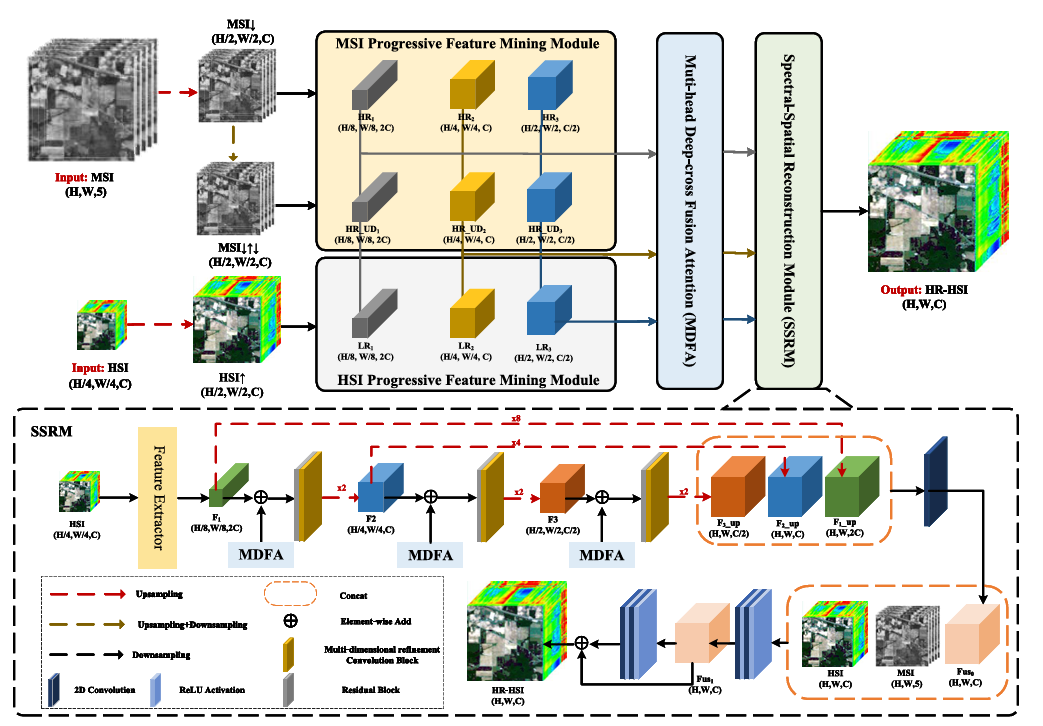 MSI↓
(H/2,W/2,C)
Input: MSI
(H,W,5)
MSI↓↑↓
(H/2,W/2,C)
Input: HSI
(H/4,W/4,C)
HSI↑
(H/2,W/2,C)
MSI Progressive Feature Mining Module
HR₁
(H/8, W/8, 2C)
HR₂
(H/4, W/4, C)
HR₃
(H/2, W/2, C/2)
HR_UD₁
(H/8, W/8, 2C)
HR_UD₂
(H/4, W/4, C)
HR_UD₃
(H/2, W/2, C/2)
LR₁
(H/8, W/8, 2C)
LR₂
(H/4, W/4, C)
LR₃
(H/2, W/2, C/2)
HSI Progressive Feature Mining Module
Muti-head Deep-cross Fusion
Attention (MDFA)
Spectral-Spatial Reconstruction
Module (SSRM)
Output: HR-HSI
(H,W,C)
SSRM
HSI
(H/4,W/4,C)
Feature Extractor
F₁
(H/8,W/8,2C)
MDFA
x2
F2
(H/4,W/4,C)
MDFA
x2
F3
(H/2,W/2,C/2)
MDFA
x2
x8
x4
F₃_up
(H,W,C/2)
F₂_up
(H,W,C)
F₁_up
(H,W,2C)
Upsampling
Concat
Upsampling+Downsampling
Element-wise Add
Downsampling
Multi-dimensional refinement
Convolution Block
2D Convolution
ReLU Activation
Residual Block
HR-HSI
(H,W,C)
Fus₁
(H,W,C)
HSI
(H,W,C)
MSI
(H,W,5)
Fus₀
(H,W,C)